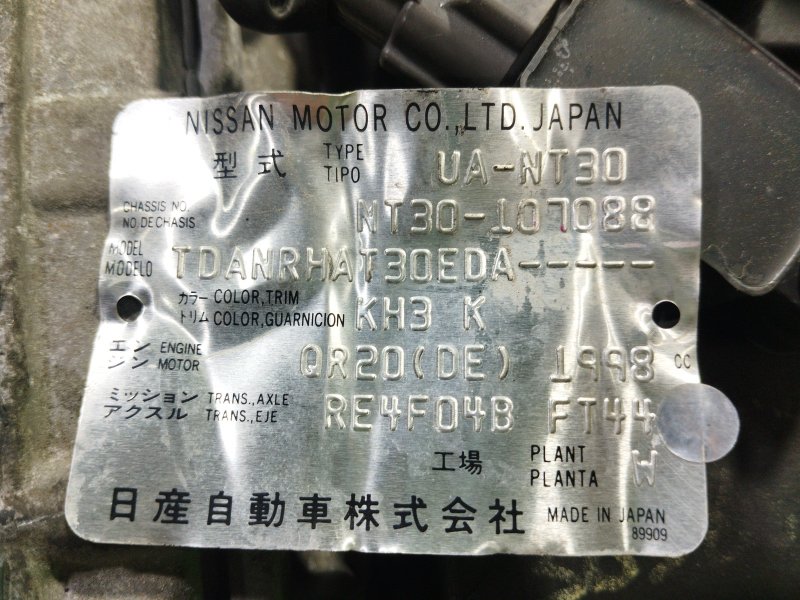 NISSAN MOTOR CO.,LTD. JAPAN
型式 TYPE TIPO UA-NT30
CHASSIS NO. NO.DE CHASIS NT30-107088
MODEL MODELO TDANRHAT30EDA-----
カラー COLOR,TRIM
トリム COLOR,GUARNICION KH3 K
エンジン ENGINE MOTOR QR20(DE) 1998 CC
ミッション TRANS.,AXLE
アクスル TRANS.,EJE RE4F04B FT44
工場 PLANT PLANTA W
日産自動車株式会社 MADE IN JAPAN
89909